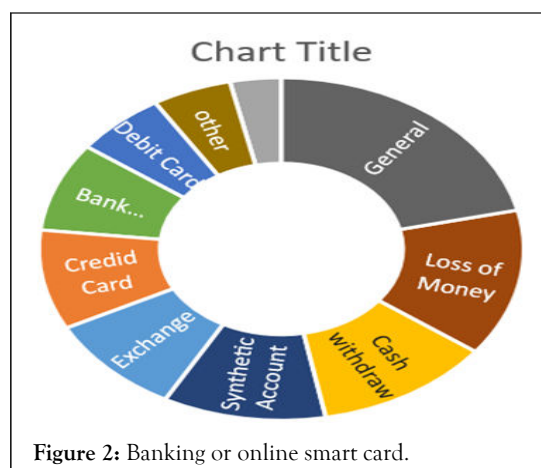 Chart Title
General
Loss of
Money
Cash
withdraw
Synthetic
Account
Exchange
Credid
Card
Bank...
Debit Card
other
Figure 2: Banking or online smart card.